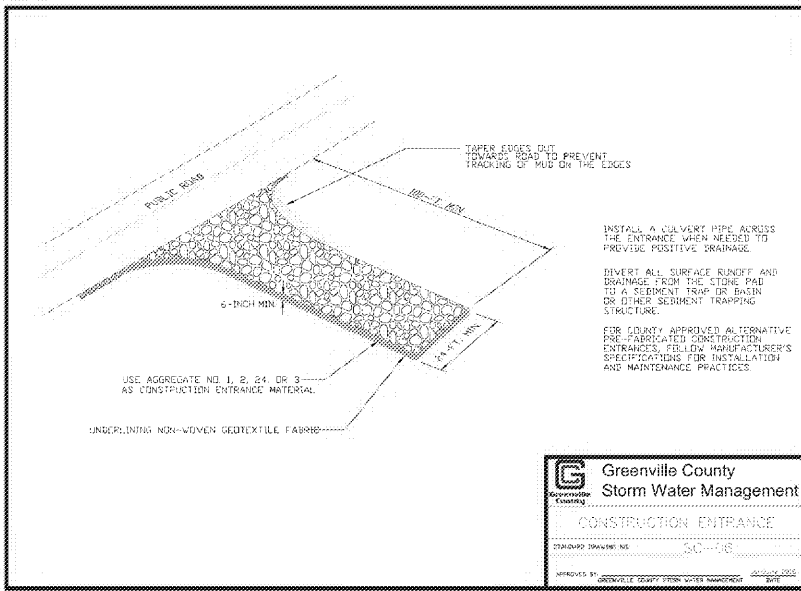 PUBLIC ROAD
TAPER EDGES OUT
TOWARDS ROAD TO PREVENT
TRACKING OF MUD ON THE EDGES
MIN.
6-INCH MIN.
24-FT. MIN.
USE AGGREGATE NO. 1, 2, 24, OR 3
AS CONSTRUCTION ENTRANCE MATERIAL
UNDERLINING NON-WOVEN GEOTEXTILE FABRIC
INSTALL A CULVERT PIPE ACROSS
THE ENTRANCE WHEN NEEDED TO
PROVIDE POSITIVE DRAINAGE.
DIVERT ALL SURFACE RUNOFF AND
DRAINAGE FROM THE STONE PAD
TO A SEDIMENT TRAP OR BASIN
OR OTHER SEDIMENT TRAPPING
STRUCTURE.
FOR COUNTY APPROVED ALTERNATIVE
PRE-FABRICATED CONSTRUCTION
ENTRANCES, FOLLOW MANUFACTURER'S
SPECIFICATIONS FOR INSTALLATION
AND MAINTENANCE PRACTICES.
Greenville County
Greenville County
Storm Water Management
CONSTRUCTION ENTRANCE
STANDARD DRAWING NO. SC-06
APPROVED BY:
GREENVILLE COUNTY STORM WATER MANAGEMENT DATE